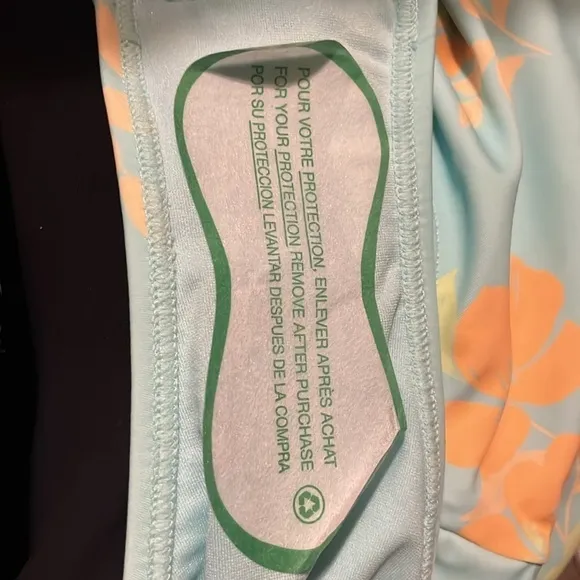 POUR VOTRE PROTECTION, ENLEVER APRÈS ACHAT
FOR YOUR PROTECTION REMOVE AFTER PURCHASE
POR SU PROTECCION LEVANTAR DESPUES DE LA COMPRA